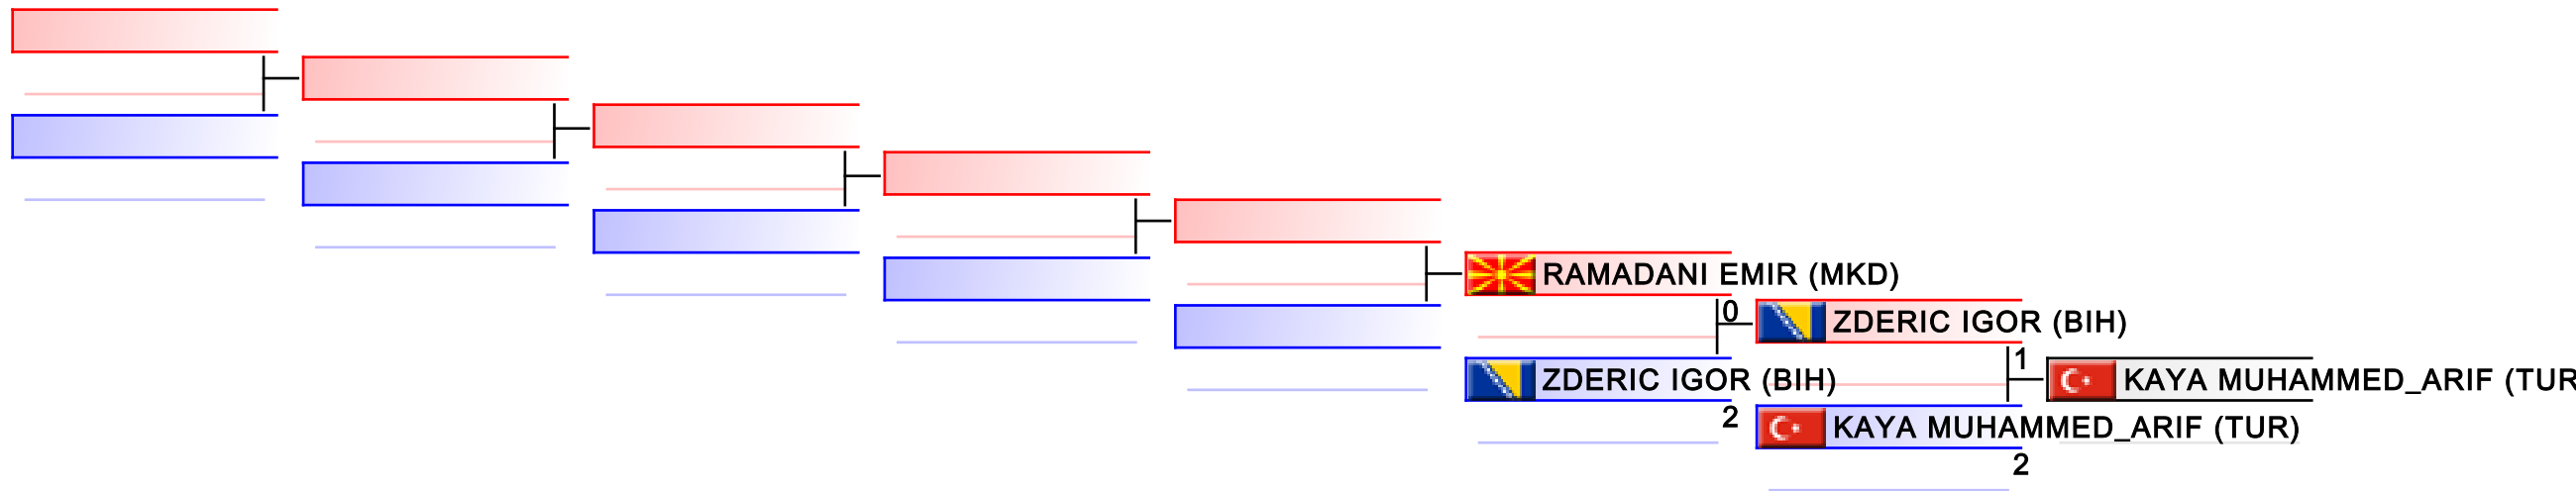 RAMADANI EMIR (MKD)
0
ZDERIC IGOR (BIH)
1
ZDERIC IGOR (BIH)
KAYA MUHAMMED_ARIF (TUR
2
KAYA MUHAMMED_ARIF (TUR)
2